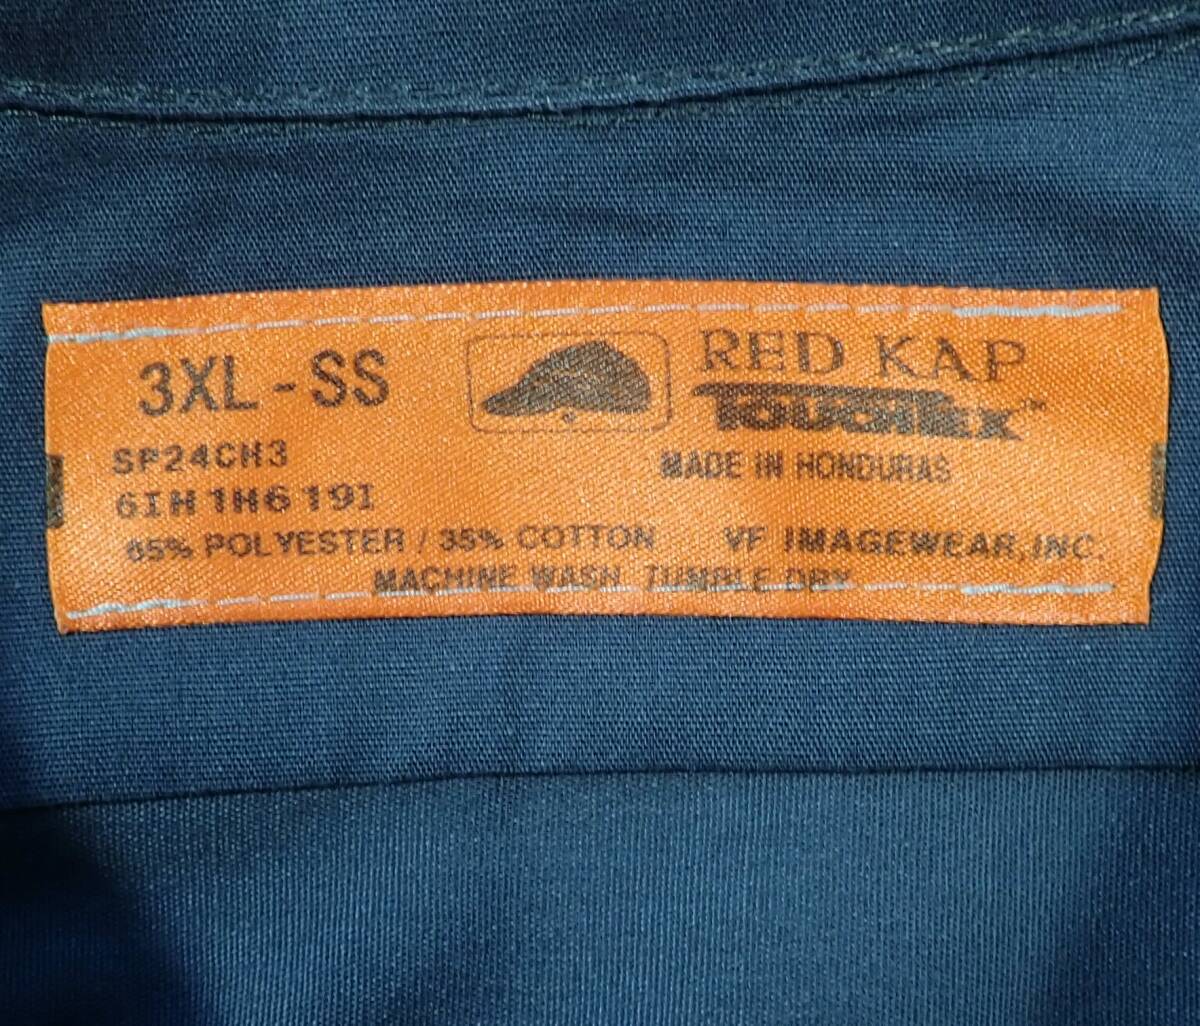 3XL - SS
RED KAP
TOUCHTEX™
SP24CH3
MADE IN HONDURAS
6IH 1H6 19I
65% POLYESTER / 35% COTTON VF IMAGEWEAR, INC.
MACHINE WASH, TUMBLE DRY